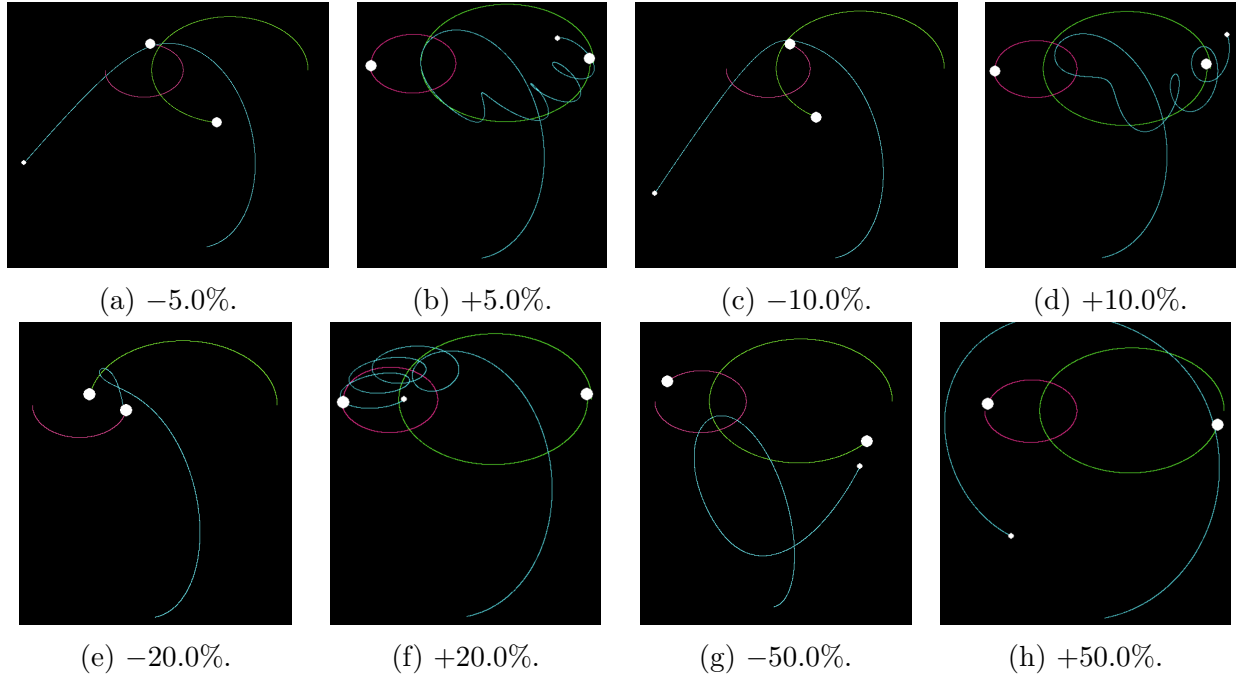 (a) −5.0%.
(b) +5.0%.
(c) −10.0%.
(d) +10.0%.
(e) −20.0%.
(f) +20.0%.
(g) −50.0%.
(h) +50.0%.